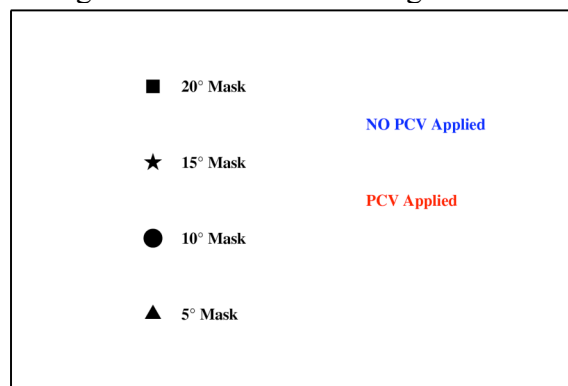 20° Mask
NO PCV Applied
15° Mask
PCV Applied
10° Mask
5° Mask